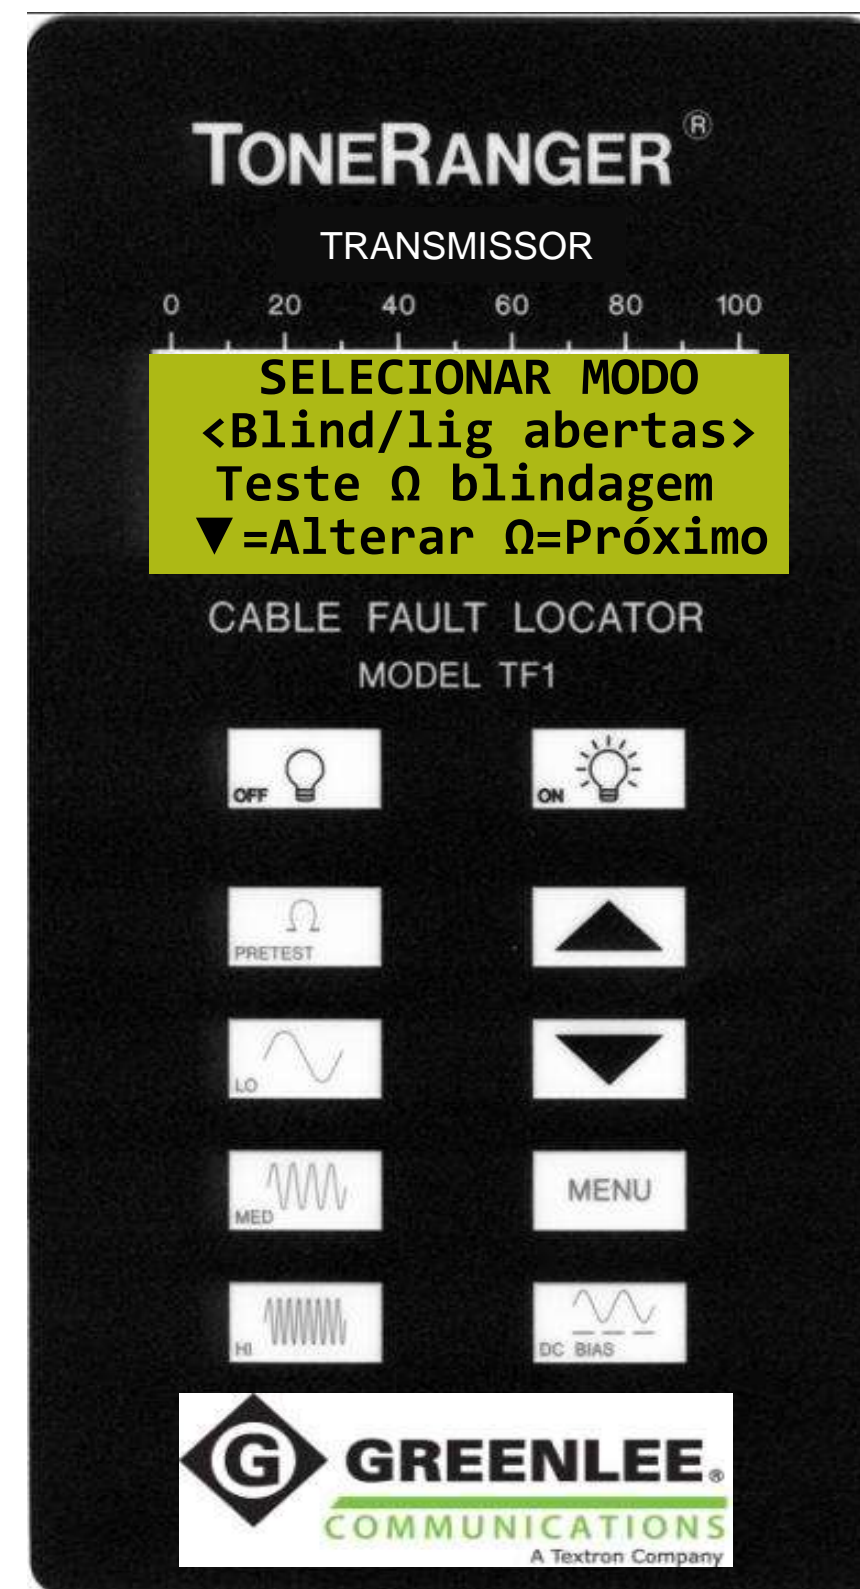 TONERANGER®
TRANSMISSOR
0 20 40 60 80 100
SELECIONAR MODO
<Blind/lig abertas>
Teste Ω blindagem
▼=Alterar Ω=Próximo
CABLE FAULT LOCATOR
MODEL TF1
OFF ON
Ω
PRETEST
LO
MED MENU
HI DC BIAS
G GREENLEE®
COMMUNICATIONS
A Textron Company